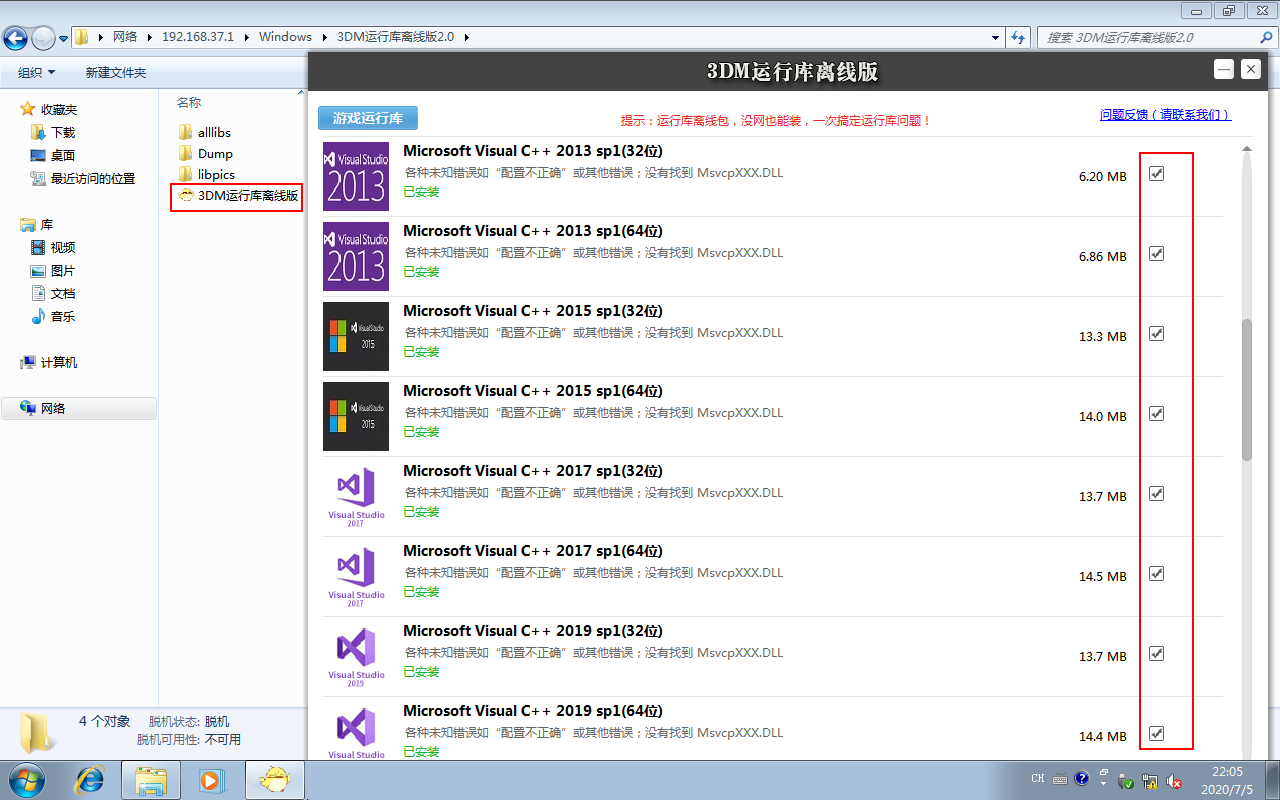 网络 192.168.37.1 Windows 3DM运行库离线版2.0
搜索 3DM运行库离线版2.0
组织 新建文件夹
收藏夹
下载
桌面
最近访问的位置
库
视频
图片
文档
音乐
计算机
网络
名称
alllibs
Dump
libpics
3DM运行库离线版
3DM运行库离线版
游戏运行库
提示：运行库离线包，没网也能装，一次搞定运行库问题！
问题反馈（请联系我们）
Visual Studio
2013
Microsoft Visual C++ 2013 sp1(32位)
各种未知错误如“配置不正确”或其他错误；没有找到 MsvcpXXX.DLL
已安装
6.20 MB
Visual Studio
2013
Microsoft Visual C++ 2013 sp1(64位)
各种未知错误如“配置不正确”或其他错误；没有找到 MsvcpXXX.DLL
已安装
6.86 MB
Visual Studio
2015
Microsoft Visual C++ 2015 sp1(32位)
各种未知错误如“配置不正确”或其他错误；没有找到 MsvcpXXX.DLL
已安装
13.3 MB
Visual Studio
2015
Microsoft Visual C++ 2015 sp1(64位)
各种未知错误如“配置不正确”或其他错误；没有找到 MsvcpXXX.DLL
已安装
14.0 MB
Visual Studio
2017
Microsoft Visual C++ 2017 sp1(32位)
各种未知错误如“配置不正确”或其他错误；没有找到 MsvcpXXX.DLL
已安装
13.7 MB
Visual Studio
2017
Microsoft Visual C++ 2017 sp1(64位)
各种未知错误如“配置不正确”或其他错误；没有找到 MsvcpXXX.DLL
已安装
14.5 MB
Visual Studio
2019
Microsoft Visual C++ 2019 sp1(32位)
各种未知错误如“配置不正确”或其他错误；没有找到 MsvcpXXX.DLL
已安装
13.7 MB
Visual Studio
Microsoft Visual C++ 2019 sp1(64位)
各种未知错误如“配置不正确”或其他错误；没有找到 MsvcpXXX.DLL
已安装
14.4 MB
4 个对象 脱机状态: 脱机
脱机可用性: 不可用
CH
22:05
2020/7/5